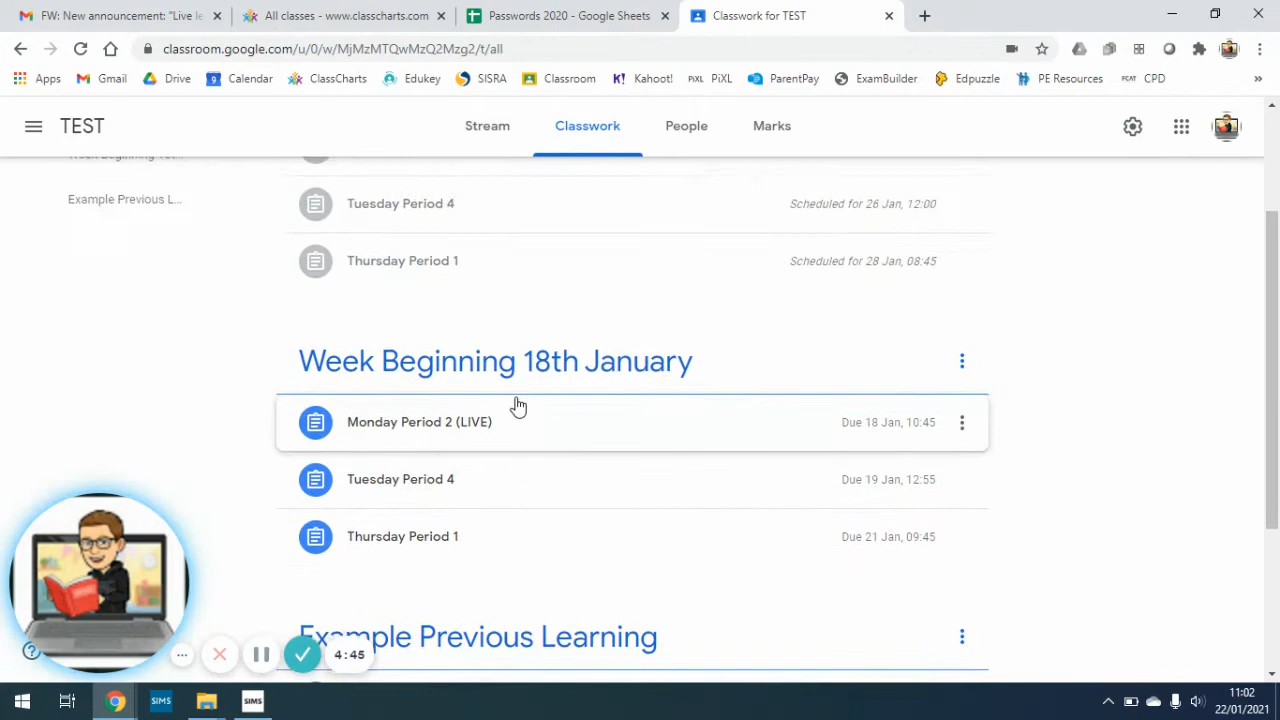 FW: New announcement: "Live le
All classes - www.classcharts.com
Passwords 2020 - Google Sheets
Classwork for TEST
classroom.google.com/u/0/w/MjMzMTQwMzQ2Mzg2/t/all
Apps
Gmail
Drive
Calendar
ClassCharts
Edukey
SISRA
Classroom
Kahoot!
PiXL PiXL
ParentPay
ExamBuilder
Edpuzzle
PE Resources
FCAT CPD
»
TEST
Stream
Classwork
People
Marks
Example Previous L...
Tuesday Period 4
Scheduled for 26 Jan, 12:00
Thursday Period 1
Scheduled for 28 Jan, 08:45
Week Beginning 18th January
Monday Period 2 (LIVE)
Due 18 Jan, 10:45
Tuesday Period 4
Due 19 Jan, 12:55
Thursday Period 1
Due 21 Jan, 09:45
Example Previous Learning
4:45
SIMS
SIMS
11:02
22/01/2021